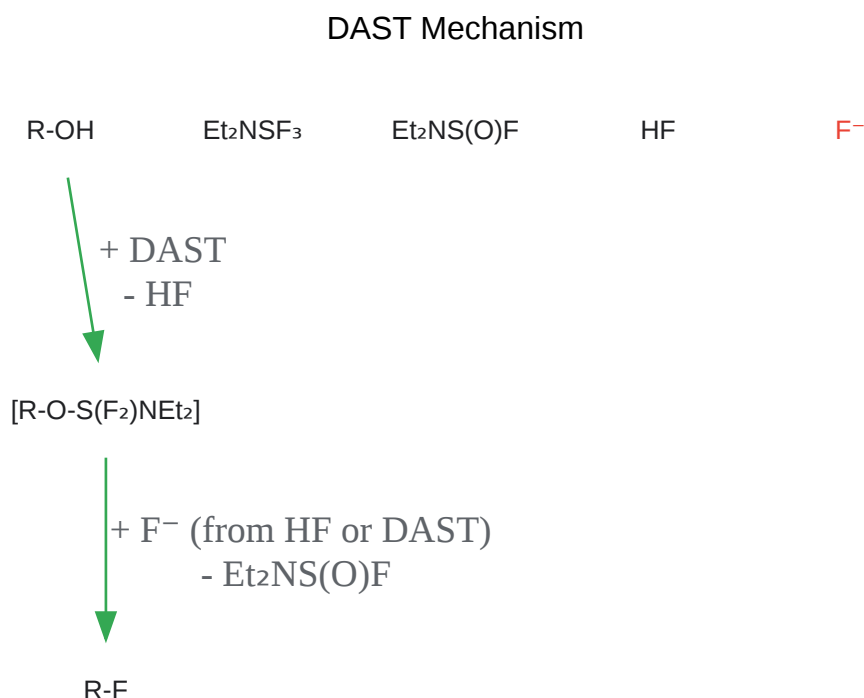 DAST Mechanism
R-OH Et₂NSF₃ Et₂NS(O)F HF F⁻
+ DAST
- HF
[R-O-S(F₂)NEt₂]
+ F⁻ (from HF or DAST)
- Et₂NS(O)F
R-F